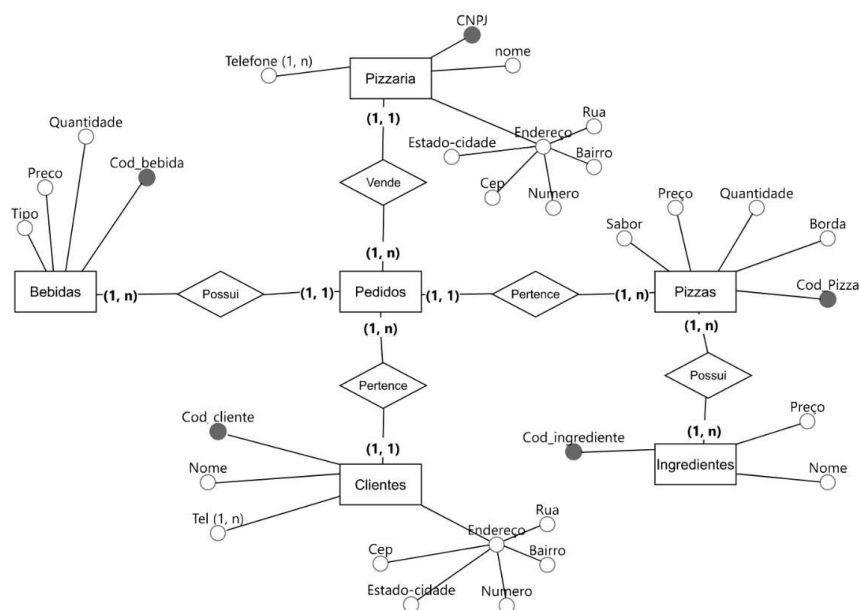 CNPJ
Telefone (1, n)
nome
Pizzaria
(1, 1)
Rua
Endereço
Estado-cidade
Bairro
Cep
Numero
Quantidade
Cod_bebida
Preço
Tipo
Vende
Preço
Quantidade
Sabor
Borda
(1, n)
Bebidas
(1, n)
Possui
(1, 1)
Pedidos
(1, 1)
Pertence
(1, n)
Pizzas
Cod_Pizza
(1, n)
(1, n)
Pertence
Possui
Cod_cliente
Preço
(1, 1)
(1, n)
Cod_ingrediente
Nome
Clientes
Ingredientes
Nome
Tel (1, n)
Rua
Endereço
Cep
Bairro
Estado-cidade
Numero